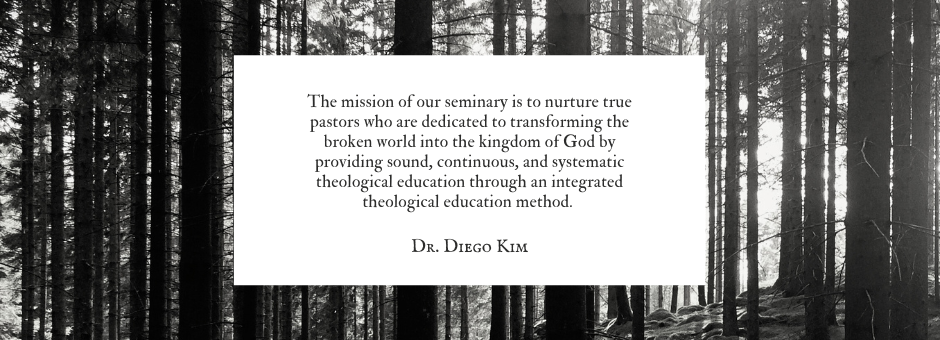 The mission of our seminary is to nurture true
pastors who are dedicated to transforming the
broken world into the kingdom of God by
providing sound, continuous, and systematic
theological education through an integrated
theological education method.
Dr. Diego Kim